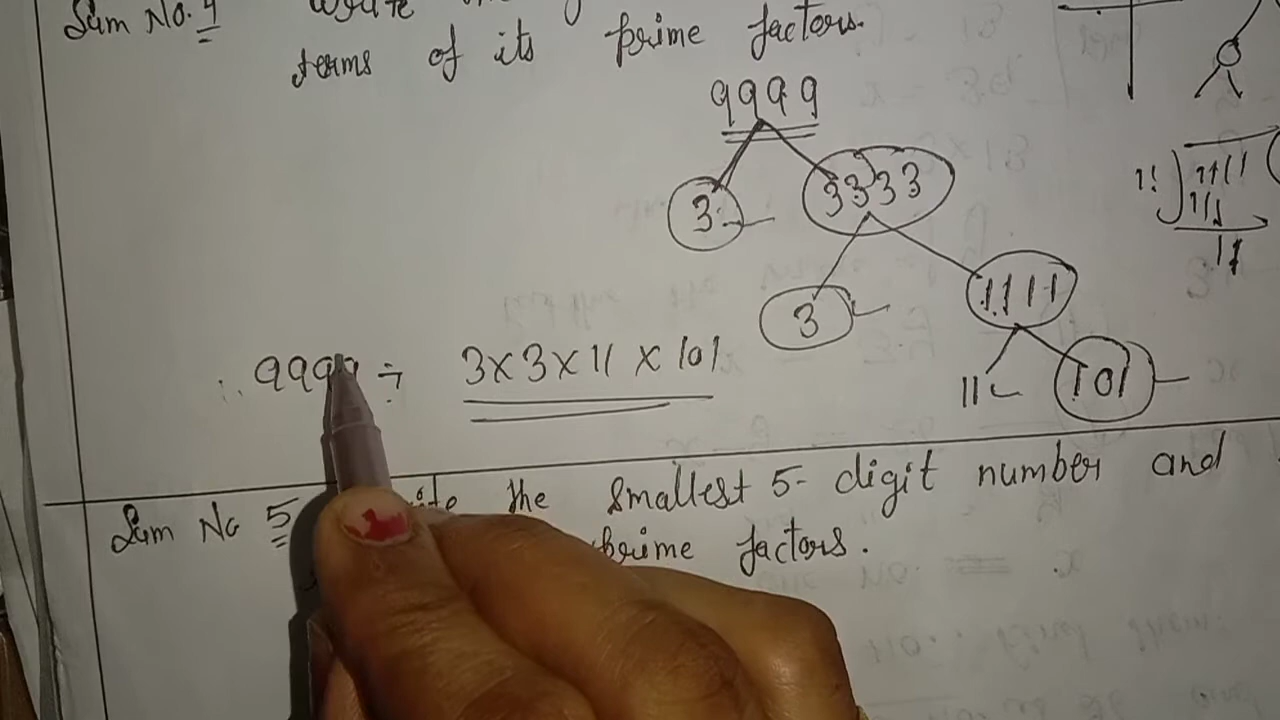 Sum No. 4
terms of its prime factors.
9999
3 3333
3 1111
11 101
11 ) 1111
11
∴ 9999 ÷ 3 × 3 × 11 × 101
Sum No 5 the smallest 5- digit number and
prime factors.